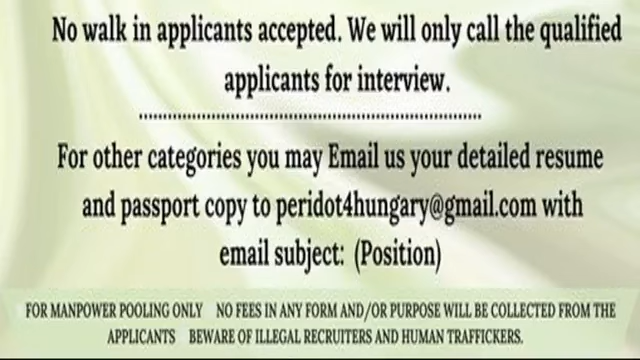 No walk in applicants accepted. We will only call the qualified
applicants for interview.
For other categories you may Email us your detailed resume
and passport copy to peridot4hungary@gmail.com with
email subject: (Position)
FOR MANPOWER POOLING ONLY NO FEES IN ANY FORM AND/OR PURPOSE WILL BE COLLECTED FROM THE
APPLICANTS BEWARE OF ILLEGAL RECRUITERS AND HUMAN TRAFFICKERS.